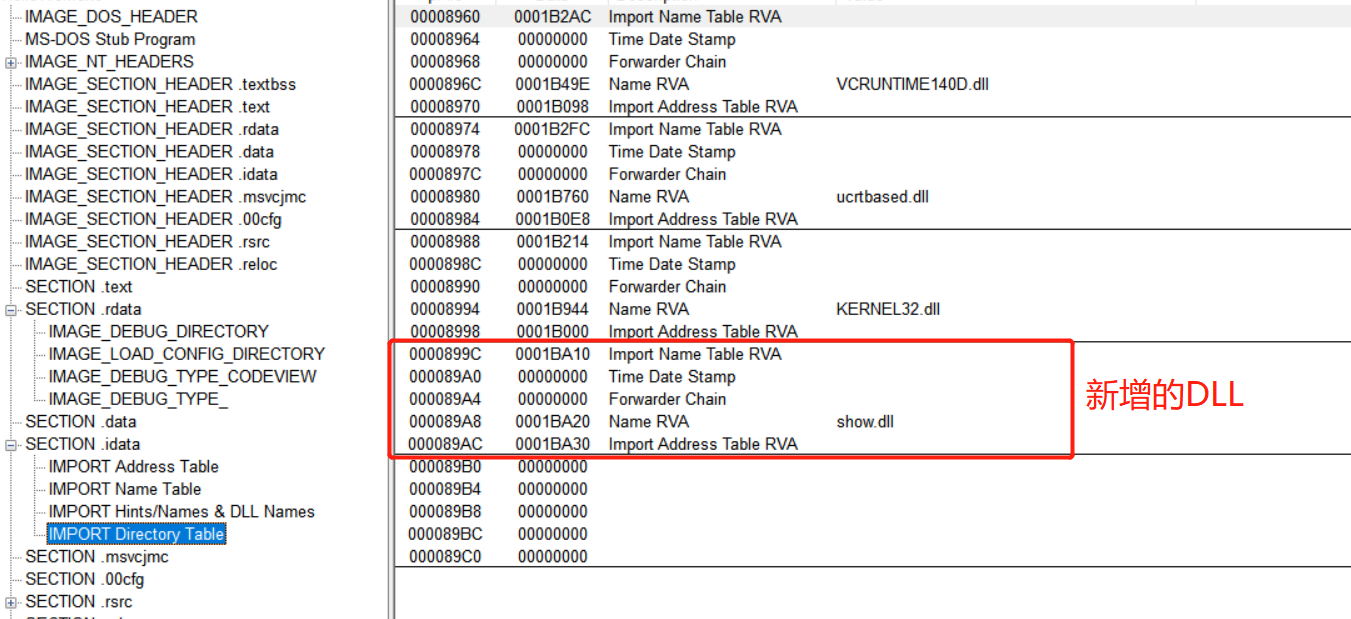 IMAGE_DOS_HEADER
MS-DOS Stub Program
IMAGE_NT_HEADERS
IMAGE_SECTION_HEADER .textbss
IMAGE_SECTION_HEADER .text
IMAGE_SECTION_HEADER .rdata
IMAGE_SECTION_HEADER .data
IMAGE_SECTION_HEADER .idata
IMAGE_SECTION_HEADER .msvcjmc
IMAGE_SECTION_HEADER .00cfg
IMAGE_SECTION_HEADER .rsrc
IMAGE_SECTION_HEADER .reloc
SECTION .text
SECTION .rdata
IMAGE_DEBUG_DIRECTORY
IMAGE_LOAD_CONFIG_DIRECTORY
IMAGE_DEBUG_TYPE_CODEVIEW
IMAGE_DEBUG_TYPE_
SECTION .data
SECTION .idata
IMPORT Address Table
IMPORT Name Table
IMPORT Hints/Names & DLL Names
IMPORT Directory Table
SECTION .msvcjmc
SECTION .00cfg
SECTION .rsrc
00008960 0001B2AC Import Name Table RVA
00008964 00000000 Time Date Stamp
00008968 00000000 Forwarder Chain
0000896C 0001B49E Name RVA VCRUNTIME140D.dll
00008970 0001B098 Import Address Table RVA
00008974 0001B2FC Import Name Table RVA
00008978 00000000 Time Date Stamp
0000897C 00000000 Forwarder Chain
00008980 0001B760 Name RVA ucrtbased.dll
00008984 0001B0E8 Import Address Table RVA
00008988 0001B214 Import Name Table RVA
0000898C 00000000 Time Date Stamp
00008990 00000000 Forwarder Chain
00008994 0001B944 Name RVA KERNEL32.dll
00008998 0001B000 Import Address Table RVA
0000899C 0001BA10 Import Name Table RVA
000089A0 00000000 Time Date Stamp
000089A4 00000000 Forwarder Chain
000089A8 0001BA20 Name RVA show.dll
000089AC 0001BA30 Import Address Table RVA
000089B0 00000000
000089B4 00000000
000089B8 00000000
000089BC 00000000
000089C0 00000000
新增的DLL